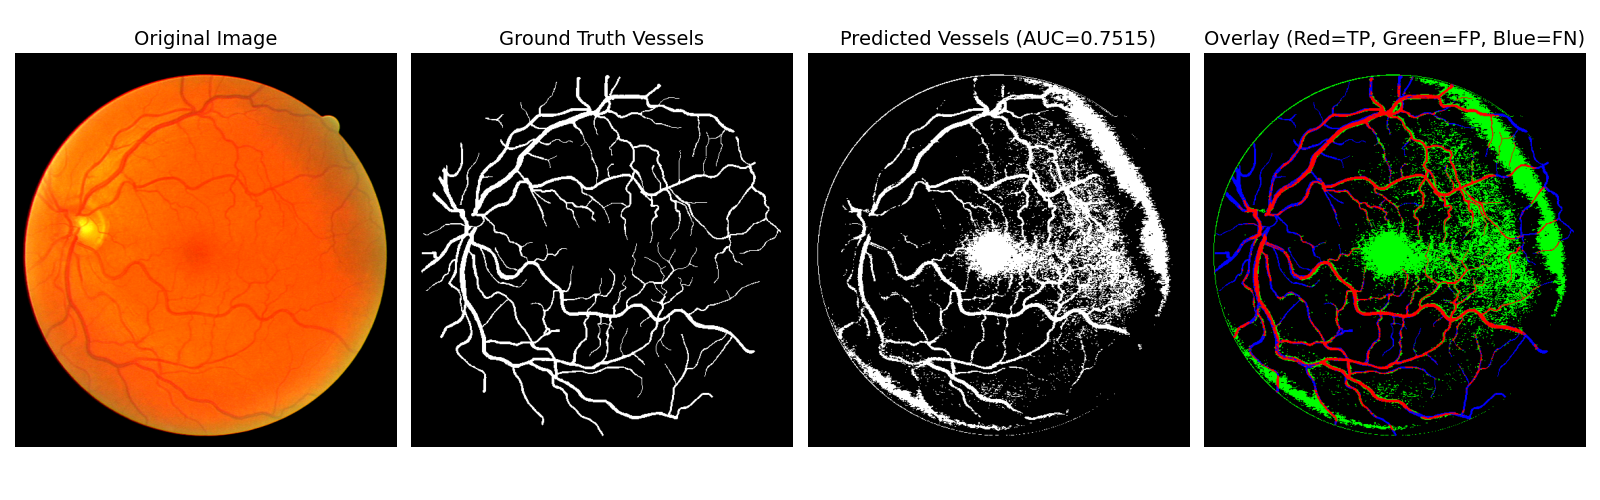 Original Image
Ground Truth Vessels
Predicted Vessels (AUC=0.7515)
Overlay (Red=TP, Green=FP, Blue=FN)